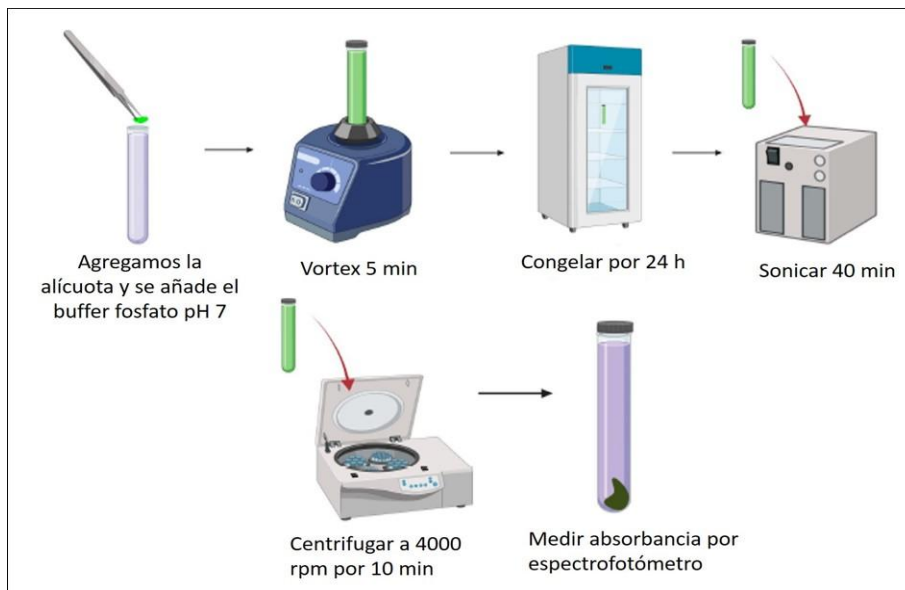 Agregamos la
alícuota y se añade el
buffer fosfato pH 7
Vortex 5 min
Congelar por 24 h
Sonicar 40 min
Centrifugar a 4000
rpm por 10 min
Medir absorbancia por
espectrofotómetro